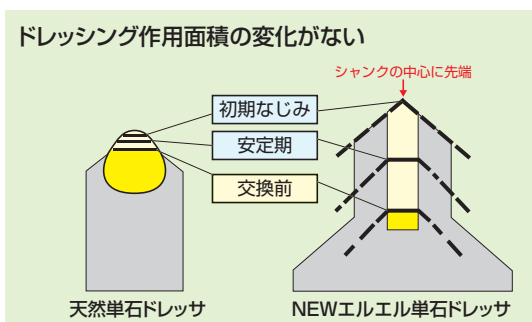 ドレッシング作用面積の変化がない
シャンクの中心に先端
初期なじみ
安定期
交換前
天然単石ドレッサ
NEWエルエル単石ドレッサ